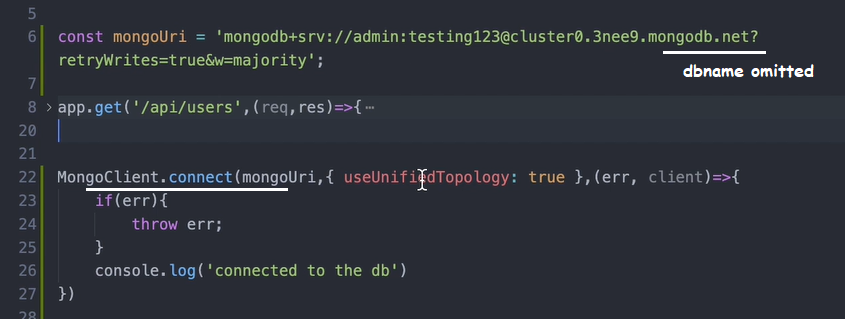 5
6 const mongoUri = 'mongodb+srv://admin:testing123@cluster0.3nee9.mongodb.net?
retryWrites=true&w=majority';
dbname omitted
7
8 > app.get('/api/users',(req,res)=>{ ⋯
20
21
22 MongoClient.connect(mongoUri,{ useUnifiedTopology: true },(err, client)=>{
23 if(err){
24 throw err;
25 }
26 console.log('connected to the db')
27 })
28